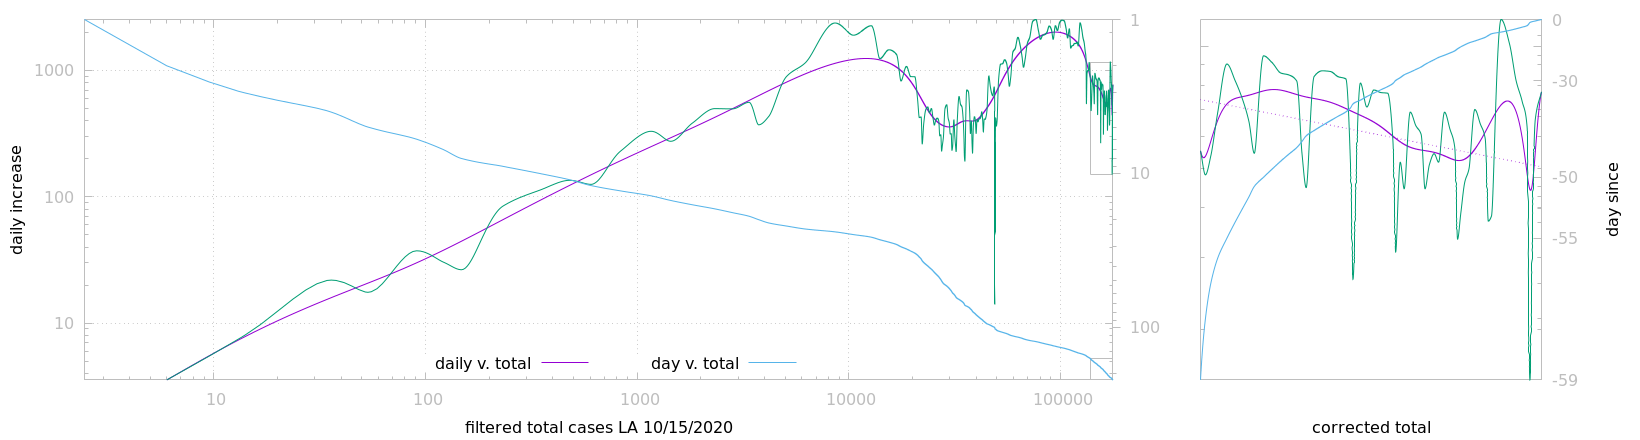 daily increase
1000
100
10
10
100
1000
10000
100000
1
10
100
daily v. total
day v. total
filtered total cases LA 10/15/2020
0
-30
-50
-55
-59
day since
corrected total